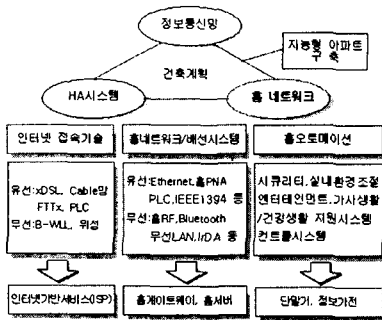 정보통신망
지능형 아파트
구축
건축계획
HA시스템
홈 네트워크
인터넷 접속기술
홈네트워크/배선시스템
홈오토메이션
유선:xDSL, Cable망
FTTx, PLC
무선:B-WLL, 위성
유선:Ethernet,홈PNA
PLC,IEEE1394 등
무선:홈RF,Bluetooth
무선LAN,IrDA 등
시큐리티,실내환경조절
엔터테인먼트,가사생활
/건강생활 지원시스템
컨트롤시스템
인터넷기반서비스(ISP)
홈게이트웨이, 홈서버
단말기, 정보가전